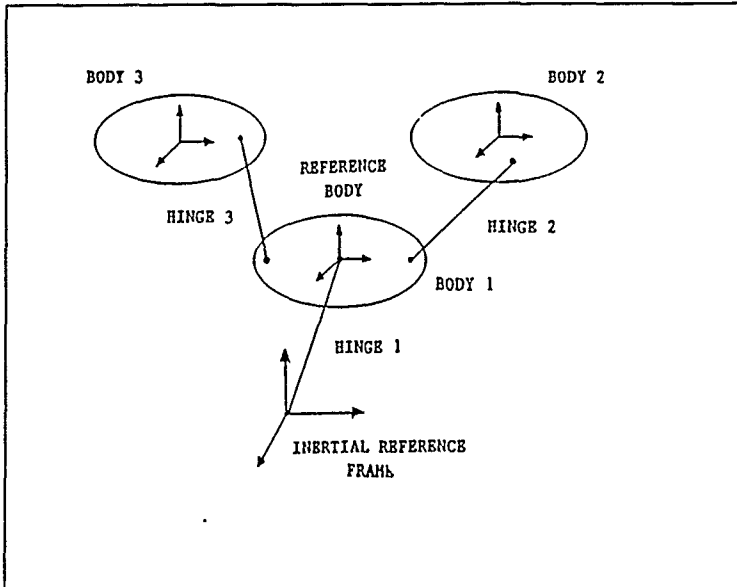 BODY 3
BODY 2
REFERENCE
BODY
HINGE 3
HINGE 2
BODY 1
HINGE 1
INERTIAL REFERENCE
FRAME